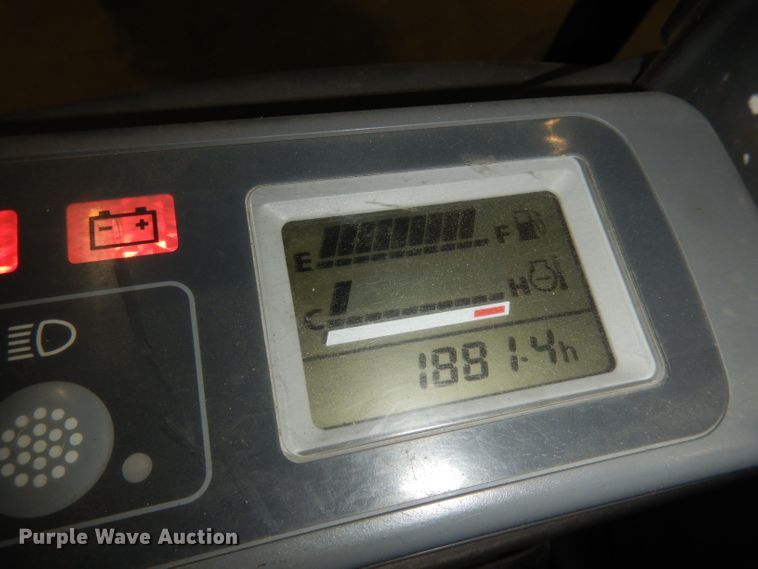 E F
C H
1881.4h
Purple Wave Auction®